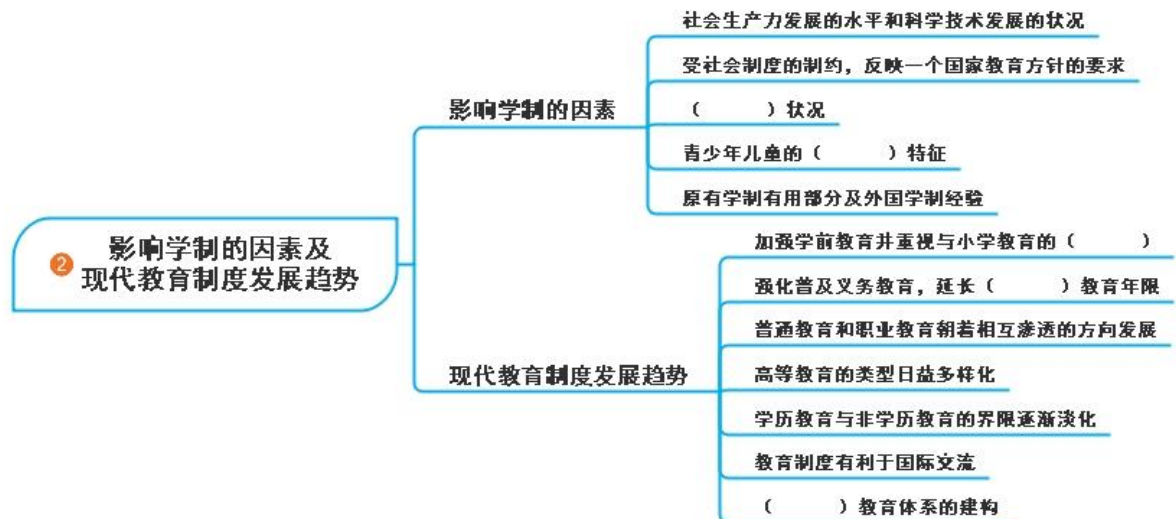 社会生产力发展的水平和科学技术发展的状况
受社会制度的制约，反映一个国家教育方针的要求
影响学制的因素
（　　　）状况
青少年儿童的（　　　）特征
原有学制有用部分及外国学制经验
2
影响学制的因素及
现代教育制度发展趋势
加强学前教育并重视与小学教育的（　　　）
强化普及义务教育，延长（　　　）教育年限
普通教育和职业教育朝着相互渗透的方向发展
现代教育制度发展趋势
高等教育的类型日益多样化
学历教育与非学历教育的界限逐渐淡化
教育制度有利于国际交流
（　　　）教育体系的建构